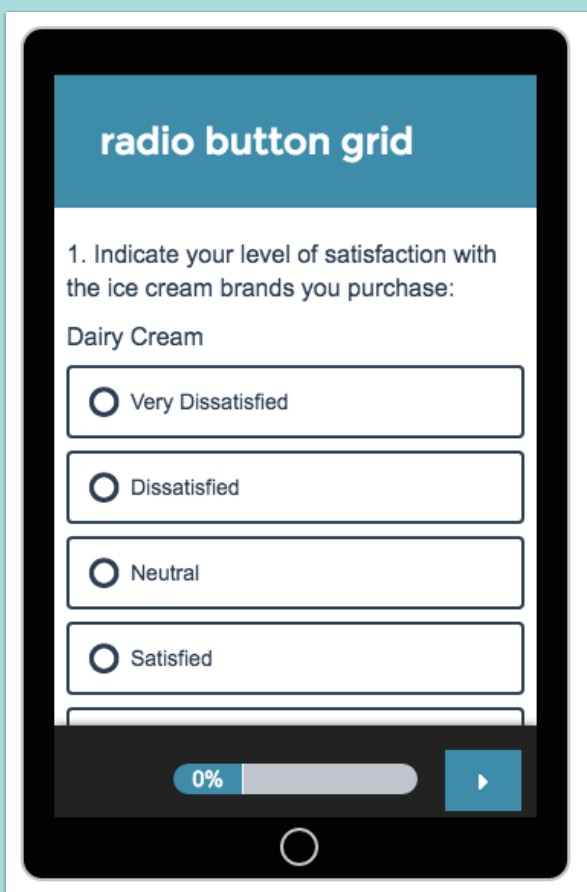 radio button grid
1. Indicate your level of satisfaction with
the ice cream brands you purchase:
Dairy Cream
Very Dissatisfied
Dissatisfied
Neutral
Satisfied
0%